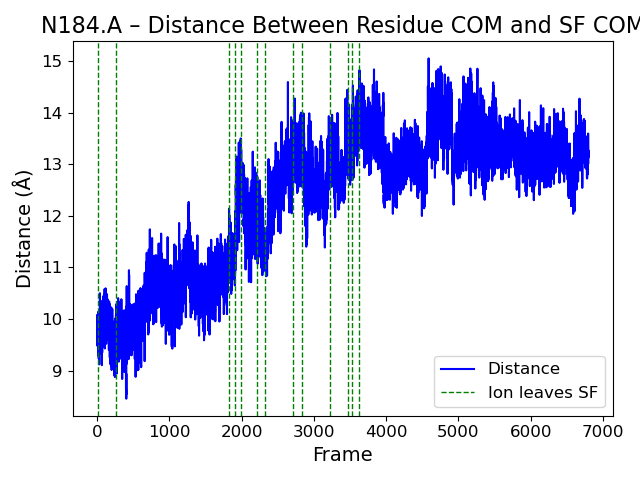 N184.A – Distance Between Residue COM and SF COM
15
14
13
12
11
10
9
Distance (Å)
0 1000 2000 3000 4000 5000 6000 7000
Frame
Distance
Ion leaves SF